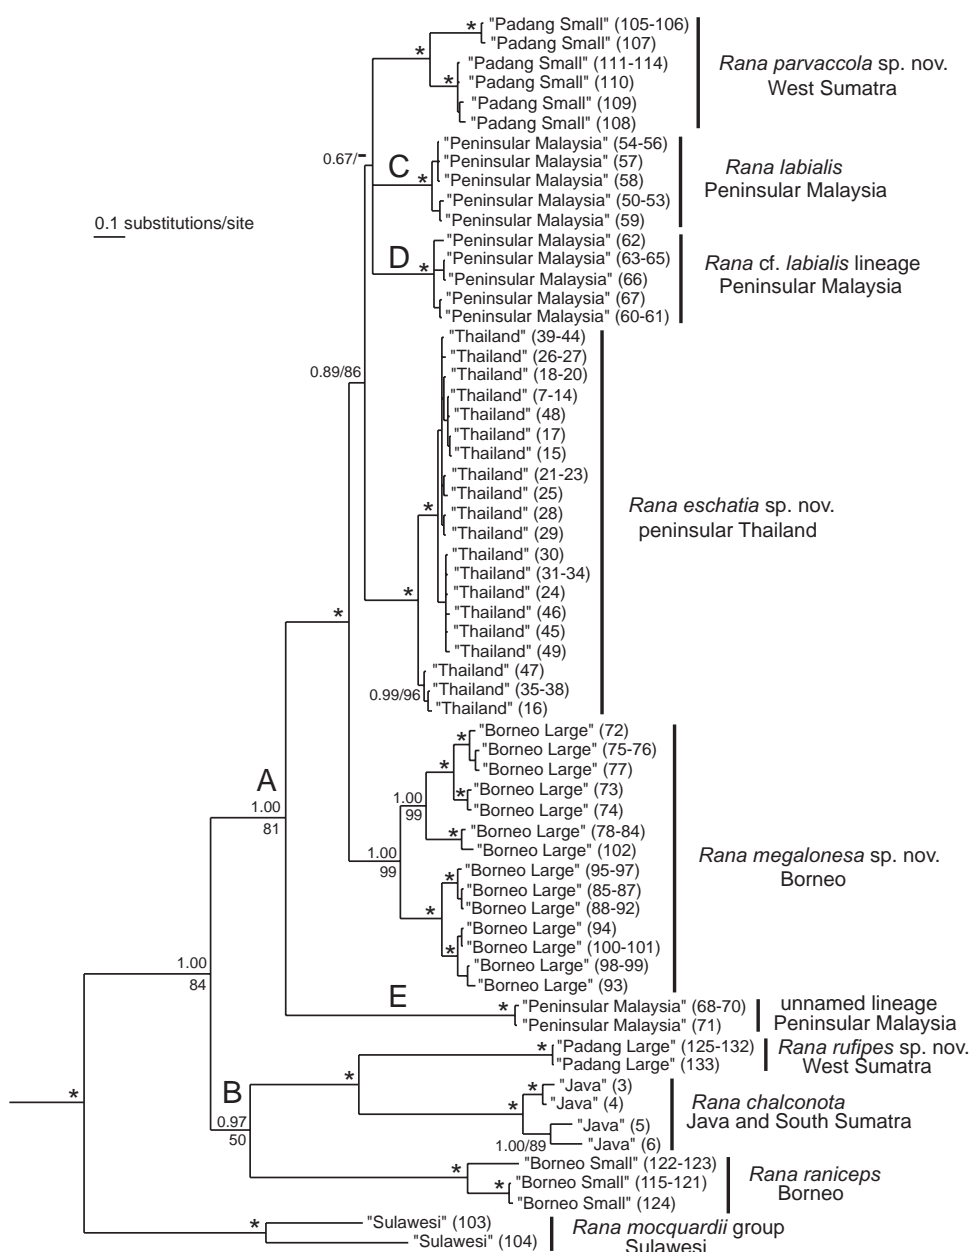 "Padang Small" (105-106)
"Padang Small" (107)
"Padang Small" (111-114)
"Padang Small" (110)
"Padang Small" (109)
"Padang Small" (108)
Rana parvaccola sp. nov.
West Sumatra
0.67/-
C
"Peninsular Malaysia" (54-56)
"Peninsular Malaysia" (57)
"Peninsular Malaysia" (58)
"Peninsular Malaysia" (50-53)
"Peninsular Malaysia" (59)
Rana labialis
Peninsular Malaysia
0.1 substitutions/site
D
"Peninsular Malaysia" (62)
"Peninsular Malaysia" (63-65)
"Peninsular Malaysia" (66)
"Peninsular Malaysia" (67)
"Peninsular Malaysia" (60-61)
Rana cf. labialis lineage
Peninsular Malaysia
0.89/86
"Thailand" (39-44)
"Thailand" (26-27)
"Thailand" (18-20)
"Thailand" (7-14)
"Thailand" (48)
"Thailand" (17)
"Thailand" (15)
"Thailand" (21-23)
"Thailand" (25)
"Thailand" (28)
"Thailand" (29)
"Thailand" (30)
"Thailand" (31-34)
"Thailand" (24)
"Thailand" (46)
"Thailand" (45)
"Thailand" (49)
"Thailand" (47)
"Thailand" (35-38)
"Thailand" (16)
0.99/96
Rana eschatia sp. nov.
peninsular Thailand
A
1.00
81
"Borneo Large" (72)
"Borneo Large" (75-76)
"Borneo Large" (77)
"Borneo Large" (73)
"Borneo Large" (74)
1.00
99
"Borneo Large" (78-84)
"Borneo Large" (102)
1.00
99
"Borneo Large" (95-97)
"Borneo Large" (85-87)
"Borneo Large" (88-92)
"Borneo Large" (94)
"Borneo Large" (100-101)
"Borneo Large" (98-99)
"Borneo Large" (93)
Rana megalonesa sp. nov.
Borneo
1.00
84
E
"Peninsular Malaysia" (68-70)
"Peninsular Malaysia" (71)
unnamed lineage
Peninsular Malaysia
"Padang Large" (125-132)
"Padang Large" (133)
Rana rufipes sp. nov.
West Sumatra
B
0.97
50
"Java" (3)
"Java" (4)
"Java" (5)
"Java" (6)
1.00/89
Rana chalconota
Java and South Sumatra
"Borneo Small" (122-123)
"Borneo Small" (115-121)
"Borneo Small" (124)
Rana raniceps
Borneo
"Sulawesi" (103)
"Sulawesi" (104)
Rana mocquardii group
Sulawesi